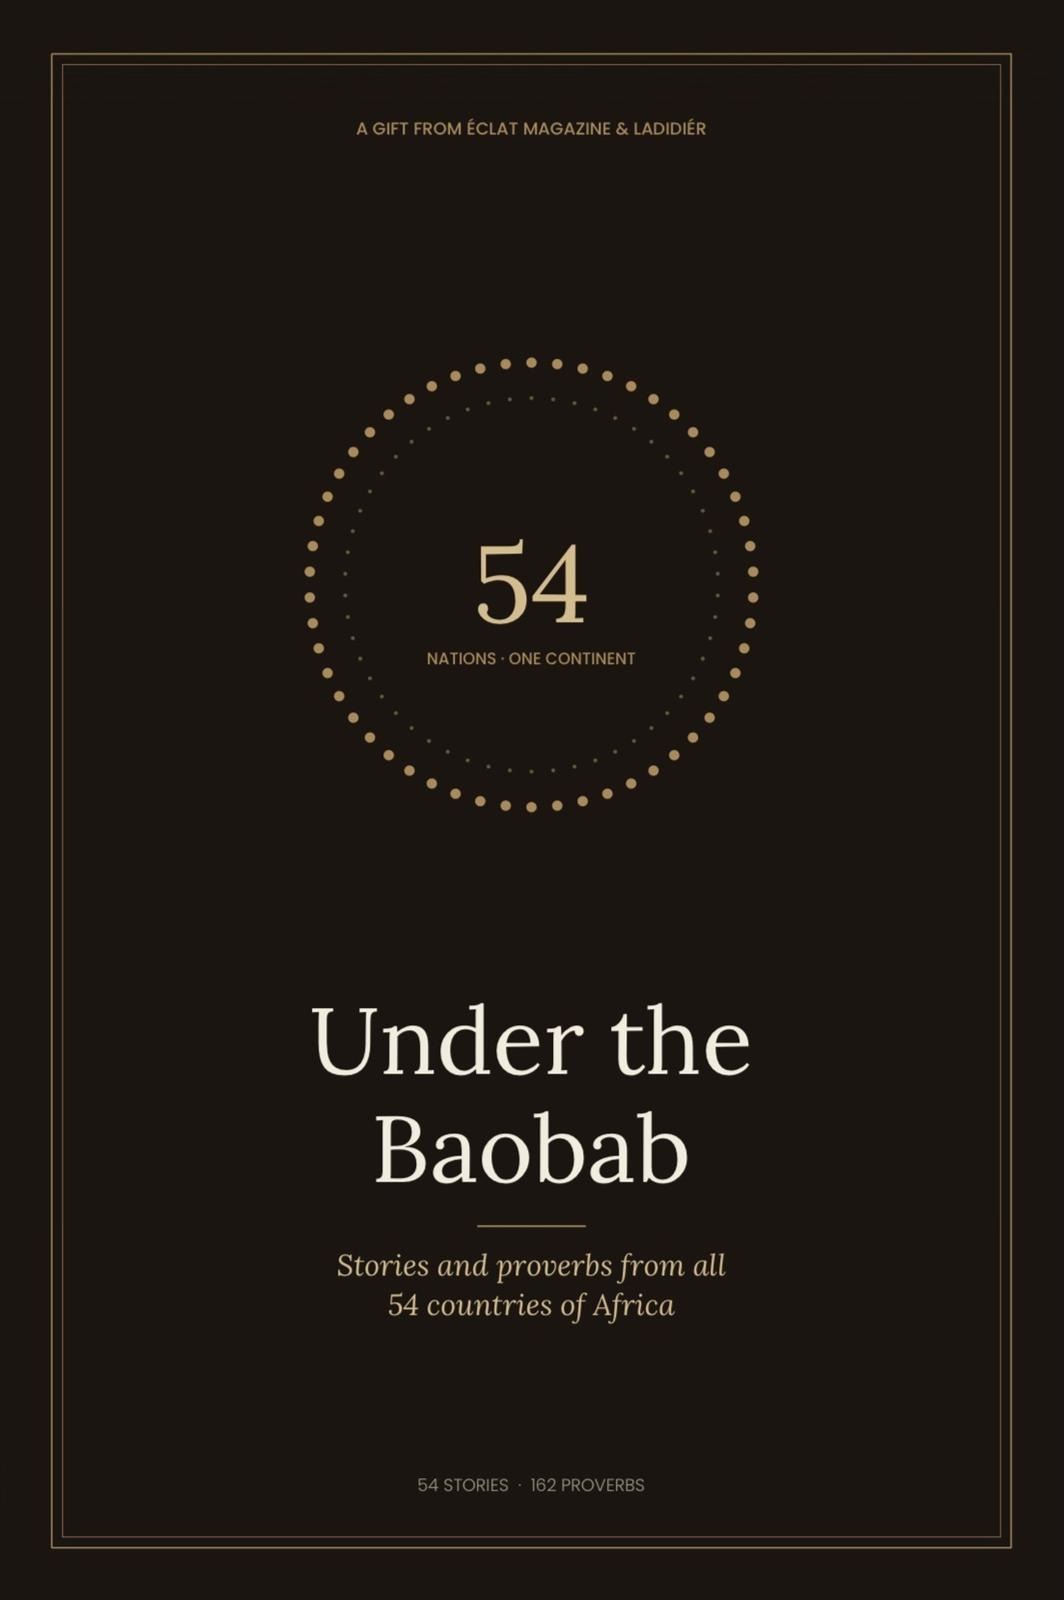 A GIFT FROM ÉCLAT MAGAZINE & LADIDIÉR
54
NATIONS · ONE CONTINENT
Under the
Baobab
Stories and proverbs from all
54 countries of Africa
54 STORIES · 162 PROVERBS